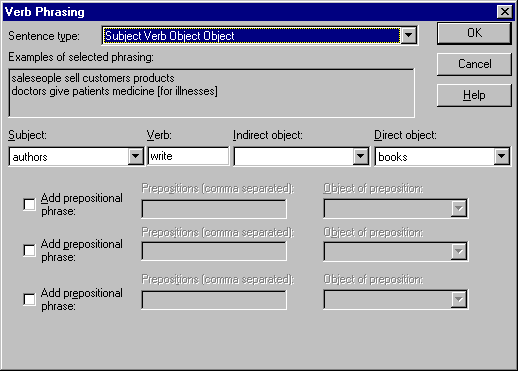 Verb Phrasing
Sentence type: Subject Verb Object Object OK
Examples of selected phrasing: Cancel
saleseople sell customers products
doctors give patients medicine [for illnesses] Help
Subject: Verb: Indirect object: Direct object:
authors write books
Prepositions (comma separated): Object of preposition:
Add prepositional
phrase:
Prepositions (comma separated): Object of preposition:
Add prepositional
phrase:
Prepositions (comma separated): Object of preposition:
Add prepositional
phrase: